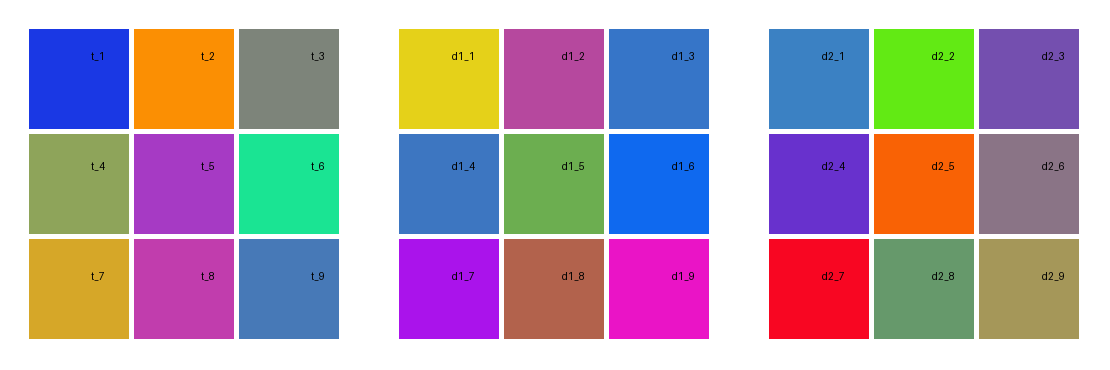 t_1 t_2 t_3 d1_1 d1_2 d1_3 d2_1 d2_2 d2_3
t_4 t_5 t_6 d1_4 d1_5 d1_6 d2_4 d2_5 d2_6
t_7 t_8 t_9 d1_7 d1_8 d1_9 d2_7 d2_8 d2_9